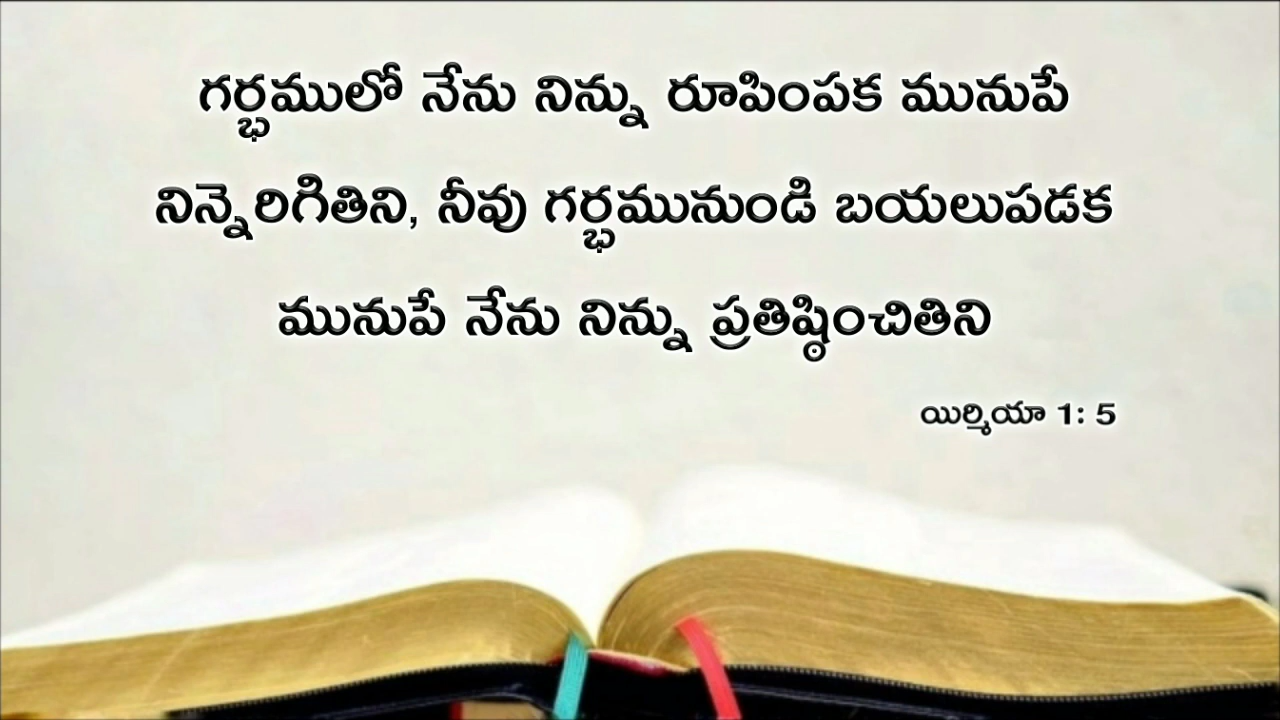 గర్భములో నేను నిన్ను రూపింపక మునుపే
నిన్నెరిగితిని, నీవు గర్భమునుండి బయలుపడక
మునుపే నేను నిన్ను ప్రతిష్ఠించితిని
యిర్మియా 1: 5